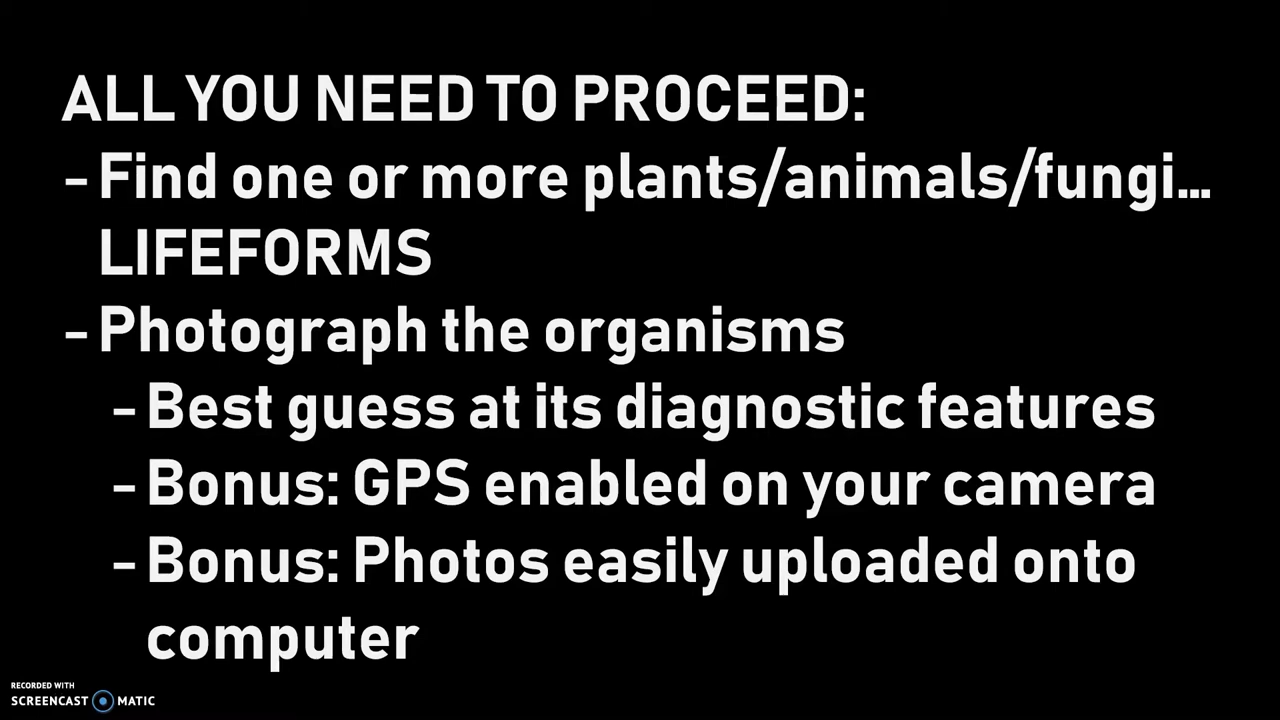 ALL YOU NEED TO PROCEED:
- Find one or more plants/animals/fungi...
LIFEFORMS
- Photograph the organisms
- Best guess at its diagnostic features
- Bonus: GPS enabled on your camera
- Bonus: Photos easily uploaded onto
computer
RECORDED WITH
SCREENCAST MATIC